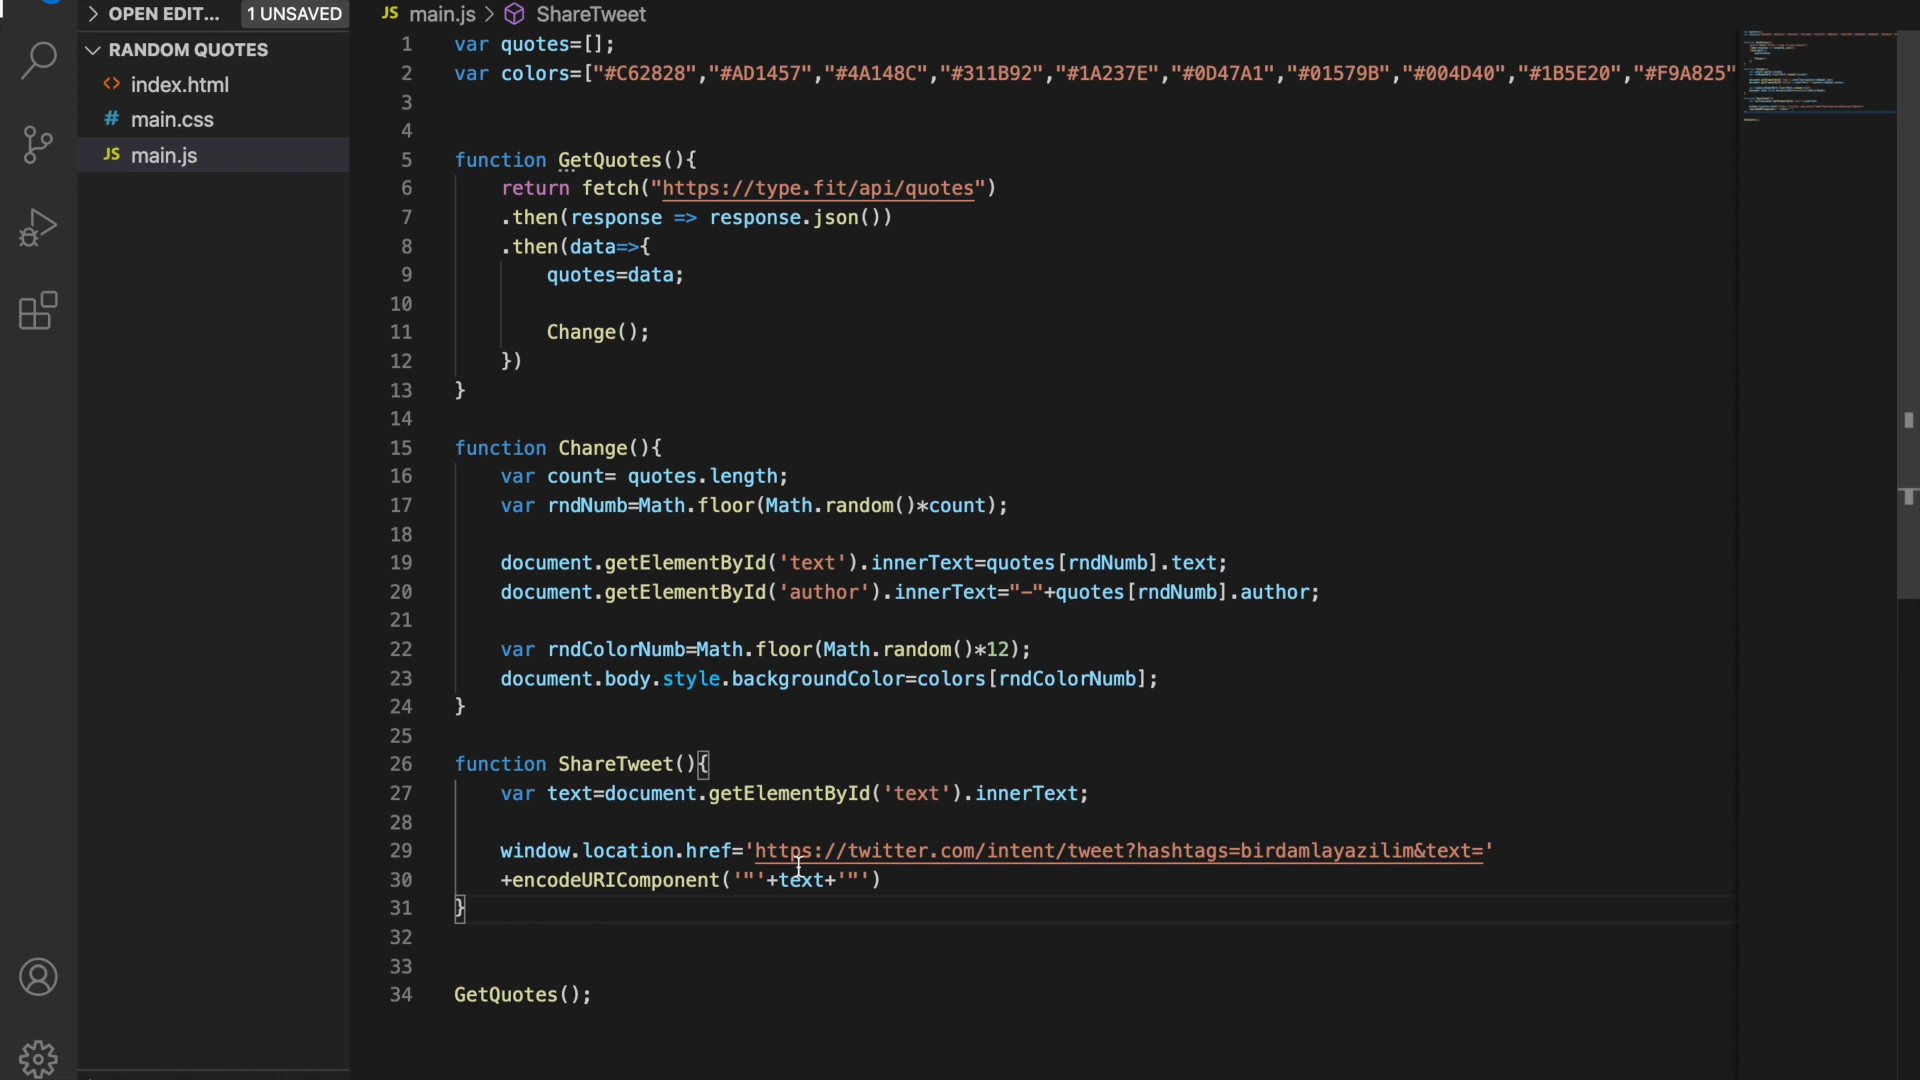 OPEN EDIT... 1 UNSAVED
RANDOM QUOTES
<> index.html
# main.css
JS main.js
JS main.js > ShareTweet
1 var quotes=[];
2 var colors=["#C62828","#AD1457","#4A148C","#311B92","#1A237E","#0D47A1","#01579B","#004D40","#1B5E20","#F9A825"
3
4
5 function GetQuotes(){
6 return fetch("https://type.fit/api/quotes")
7 .then(response => response.json())
8 .then(data=>{
9 quotes=data;
10
11 Change();
12 })
13 }
14
15 function Change(){
16 var count= quotes.length;
17 var rndNumb=Math.floor(Math.random()*count);
18
19 document.getElementById('text').innerText=quotes[rndNumb].text;
20 document.getElementById('author').innerText="-"+quotes[rndNumb].author;
21
22 var rndColorNumb=Math.floor(Math.random()*12);
23 document.body.style.backgroundColor=colors[rndColorNumb];
24 }
25
26 function ShareTweet(){
27 var text=document.getElementById('text').innerText;
28
29 window.location.href='https://twitter.com/intent/tweet?hashtags=birdamlayazilim&text='
30 +encodeURIComponent('"'+text+'"')
31 }
32
33
34 GetQuotes();